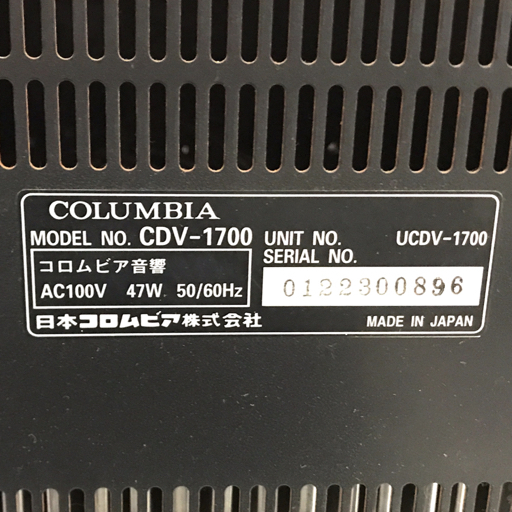 COLUMBIA
MODEL NO. CDV-1700 UNIT NO. UCDV-1700
コロムビア音響
AC100V 47W 50/60Hz
SERIAL NO.
0122300896
日本コロムビア株式会社
MADE IN JAPAN